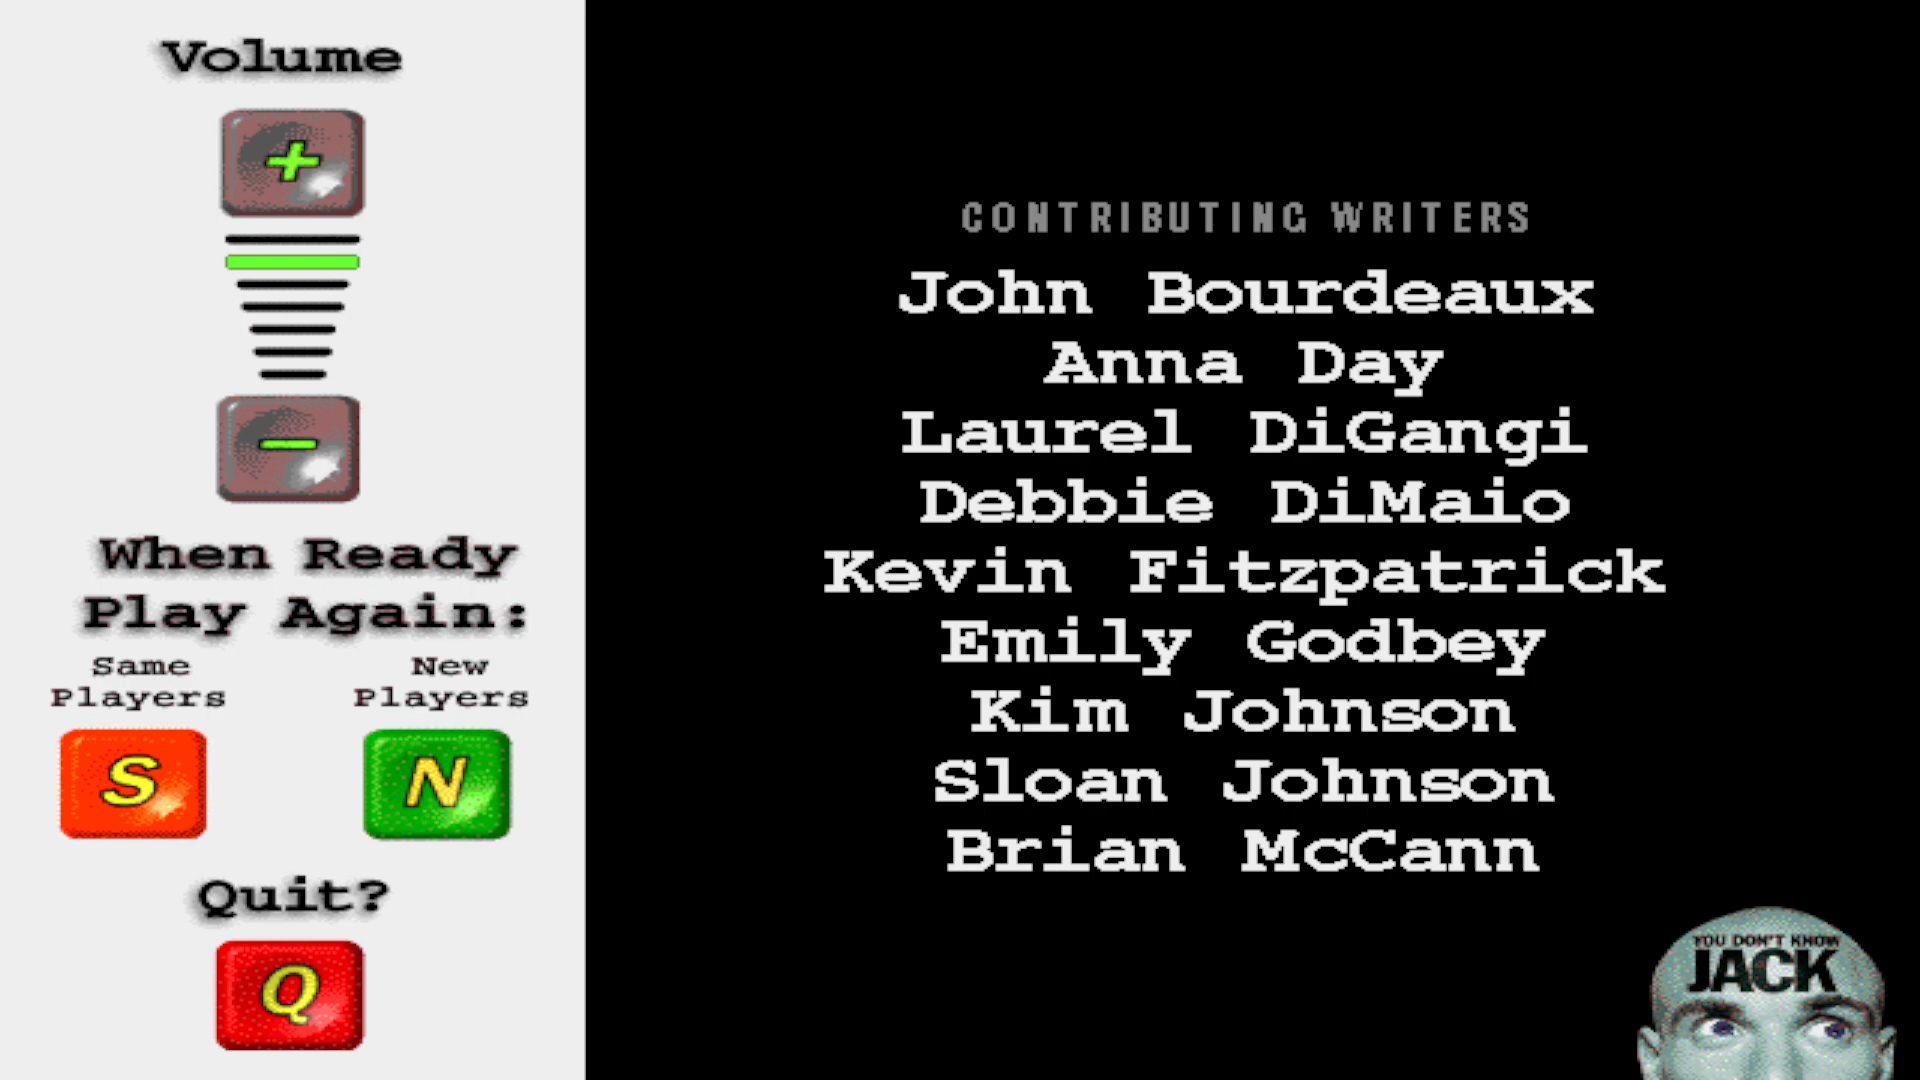 Volume
+
-
When Ready
Play Again:
Same
Players
New
Players
S
N
Quit?
Q
CONTRIBUTING WRITERS
John Bourdeaux
Anna Day
Laurel DiGangi
Debbie DiMaio
Kevin Fitzpatrick
Emily Godbey
Kim Johnson
Sloan Johnson
Brian McCann
YOU DON'T KNOW
JACK